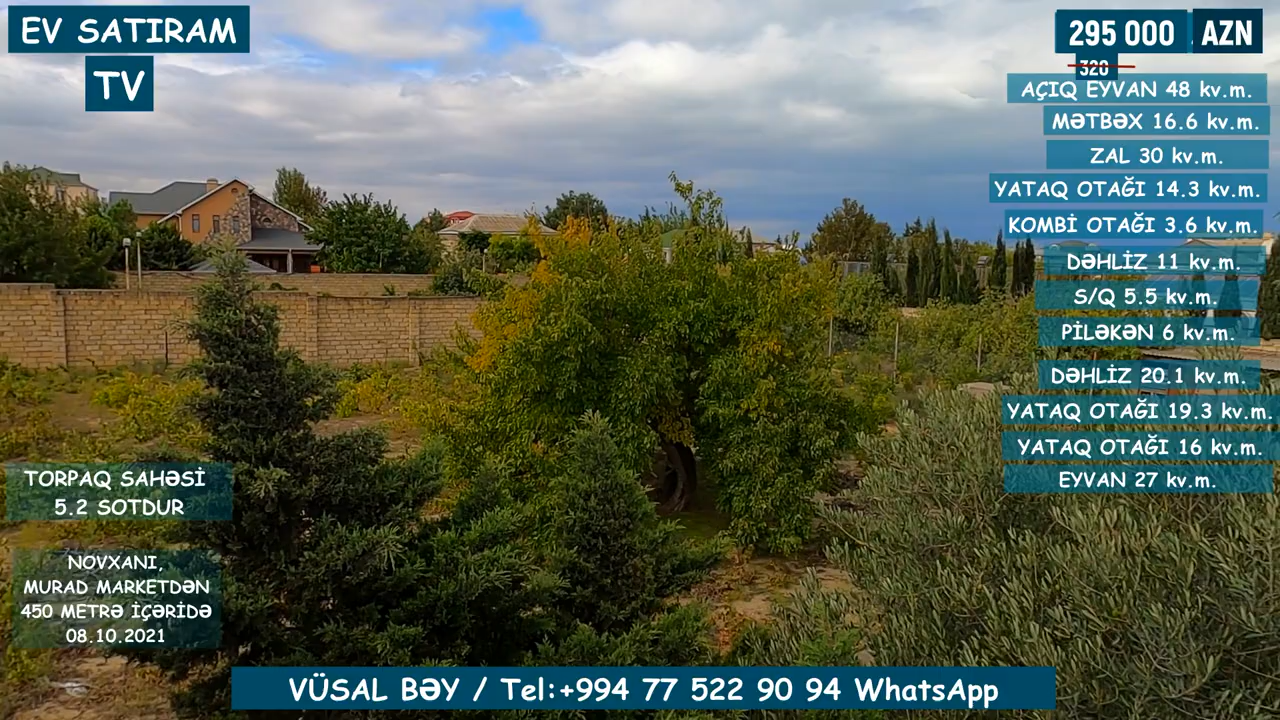 EV SATIRAM
TV
295 000 AZN
320
AÇIQ EYVAN 48 kv.m.
MƏTBƏX 16.6 kv.m.
ZAL 30 kv.m.
YATAQ OTAĞI 14.3 kv.m.
KOMBİ OTAĞI 3.6 kv.m.
DƏHLİZ 11 kv.m.
S/Q 5.5 kv.m.
PİLƏKƏN 6 kv.m.
DƏHLİZ 20.1 kv.m.
YATAQ OTAĞI 19.3 kv.m.
YATAQ OTAĞI 16 kv.m.
EYVAN 27 kv.m.
TORPAQ SAHƏSİ
5.2 SOTDUR
NOVXANI,
MURAD MARKETDƏN
450 METRƏ İÇƏRİDƏ
08.10.2021
VÜSAL BƏY / Tel:+994 77 522 90 94 WhatsApp